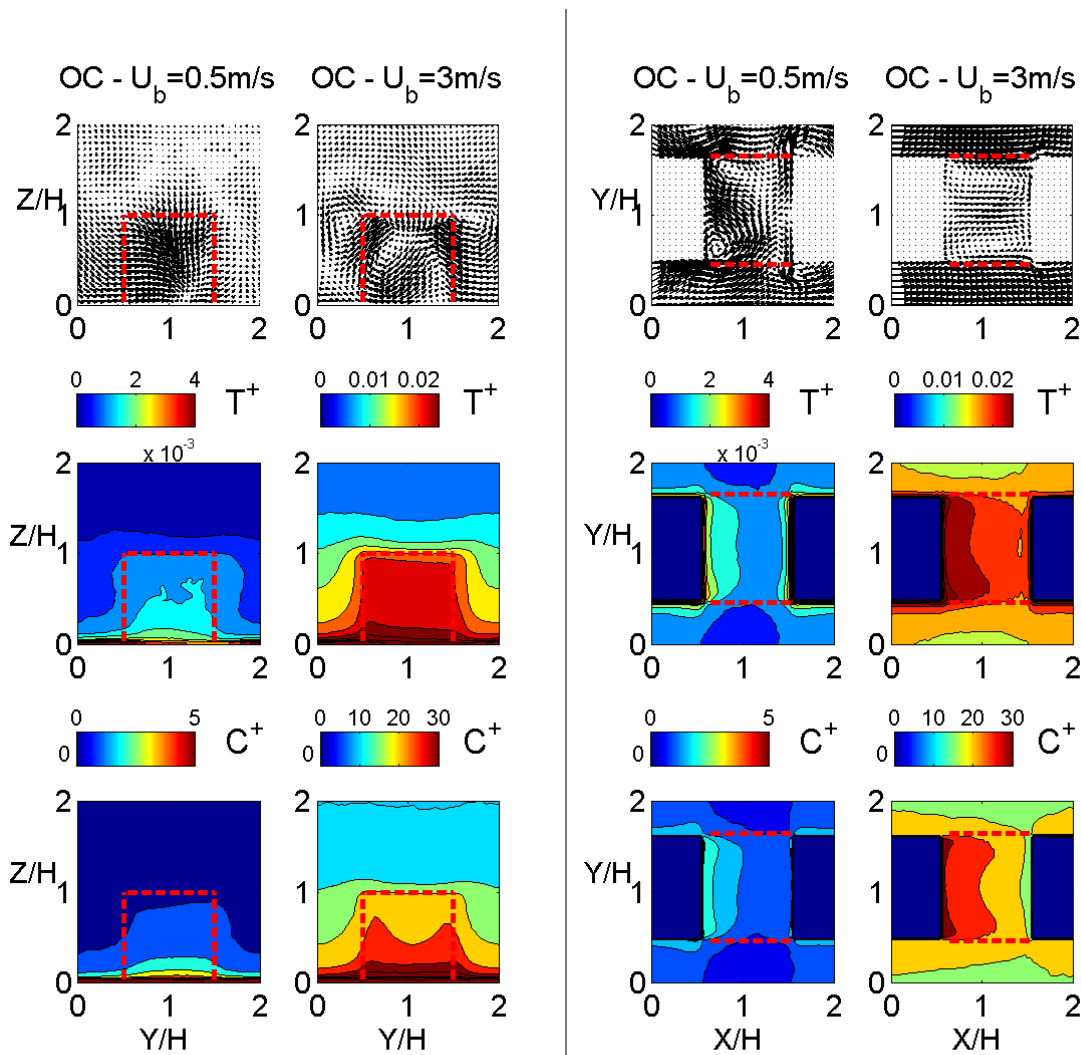 OC - U_b=0.5m/s OC - U_b=3m/s OC - U_b=0.5m/s OC - U_b=3m/s
2 2 2 2
Z/H 1 1 Y/H 1 1
0 0 0 0
0 1 2 0 1 2 0 1 2 0 1 2
0 2 4 T^+ 0 0.01 0.02 T^+ 0 2 4 T^+ 0 0.01 0.02 T^+
x 10^-3 x 10^-3
2 2 2 2
Z/H 1 1 Y/H 1 1
0 0 0 0
0 1 2 0 1 2 0 1 2 0 1 2
0 5 0 10 20 30 0 5 0 10 20 30
0 C^+ 0 C^+ 0 C^+ 0 C^+
2 2 2 2
Z/H 1 1 Y/H 1 1
0 0 0 0
0 1 2 0 1 2 0 1 2 0 1 2
Y/H Y/H X/H X/H